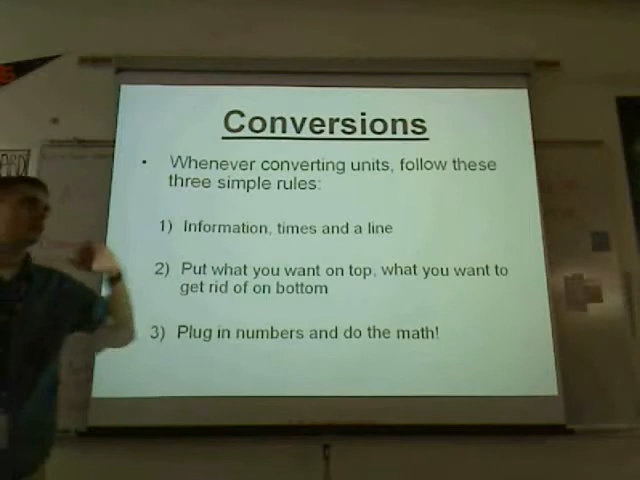 Conversions
• Whenever converting units, follow these
three simple rules:
1) Information, times and a line
2) Put what you want on top, what you want to
get rid of on bottom
3) Plug in numbers and do the math!